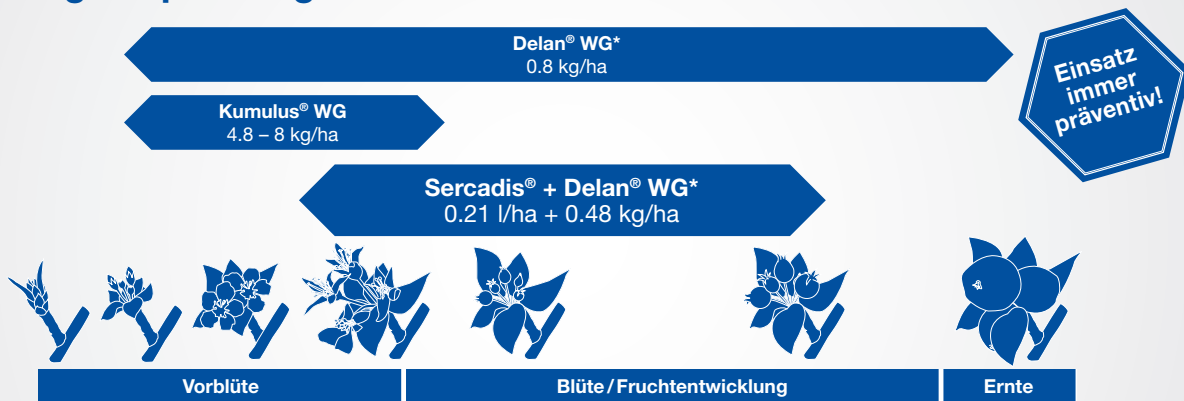 Delan® WG*
0.8 kg/ha
Einsatz
immer
präventiv!
Kumulus® WG
4.8 – 8 kg/ha
Sercadis® + Delan® WG*
0.21 l/ha + 0.48 kg/ha
Vorblüte
Blüte/Fruchtentwicklung
Ernte